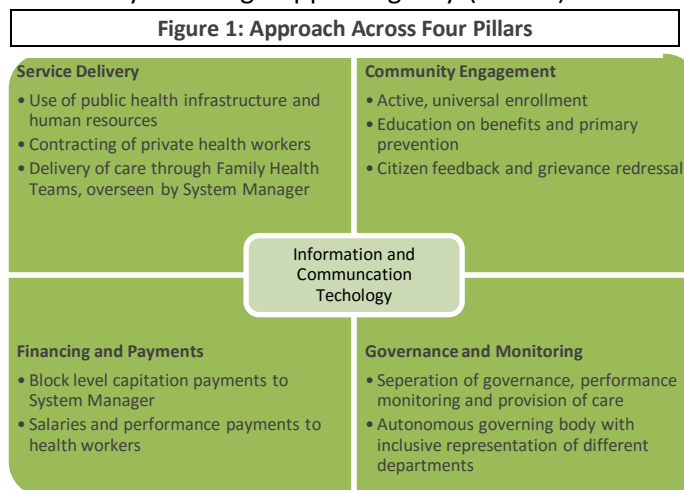 Figure 1: Approach Across Four Pillars
Service Delivery
• Use of public health infrastructure and
human resources
• Contracting of private health workers
• Delivery of care through Family Health
Teams, overseen by System Manager
Community Engagement
• Active, universal enrollment
• Education on benefits and primary
prevention
• Citizen feedback and grievance redressal
Information and
Communcation
Techology
Financing and Payments
• Block level capitation payments to
System Manager
• Salaries and performance payments to
health workers
Governance and Monitoring
• Seperation of governance, performance
monitoring and provision of care
• Autonomous governing body with
inclusive representation of different
departments